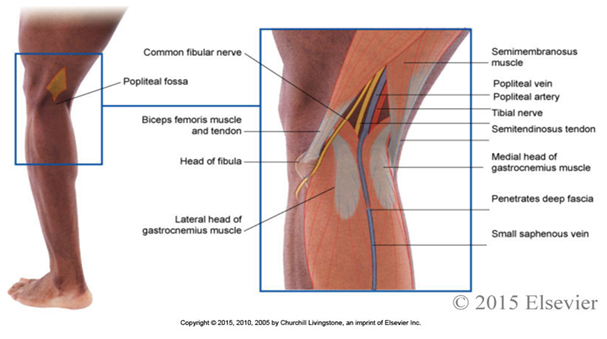 Common fibular nerve
Popliteal fossa
Biceps femoris muscle
and tendon
Head of fibula
Lateral head of
gastrocnemius muscle
Semimembranosus
muscle
Popliteal vein
Popliteal artery
Tibial nerve
Semitendinosus tendon
Medial head of
gastrocnemius muscle
Penetrates deep fascia
Small saphenous vein
© 2015 Elsevier
Copyright © 2015, 2010, 2005 by Churchill Livingstone, an imprint of Elsevier Inc.